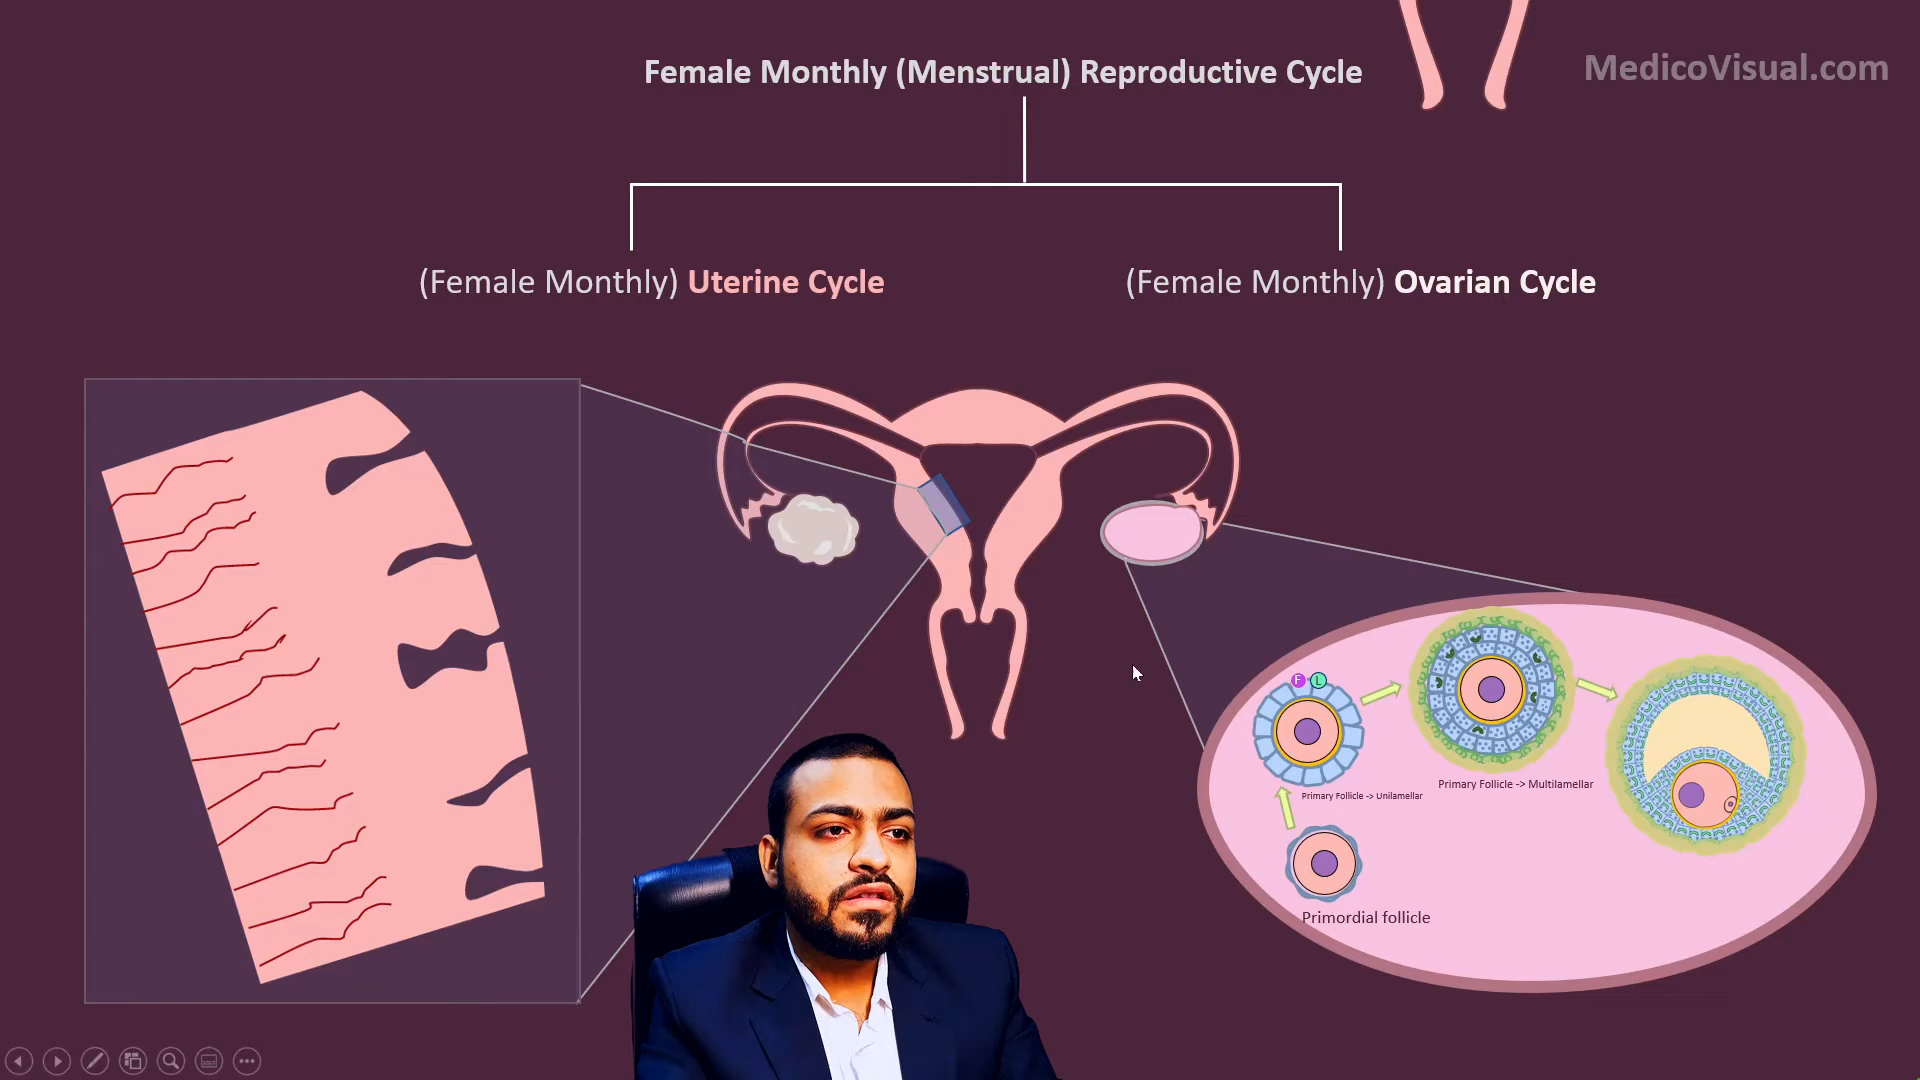 Female Monthly (Menstrual) Reproductive Cycle
MedicoVisual.com
(Female Monthly) Uterine Cycle
(Female Monthly) Ovarian Cycle
F L
Primary Follicle -> Unilamellar
Primary Follicle -> Multilamellar
Primordial follicle